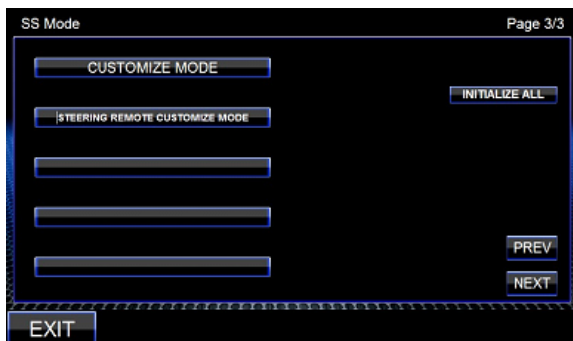 SS Mode
Page 3/3
CUSTOMIZE MODE
INITIALIZE ALL
STEERING REMOTE CUSTOMIZE MODE
PREV
NEXT
EXIT